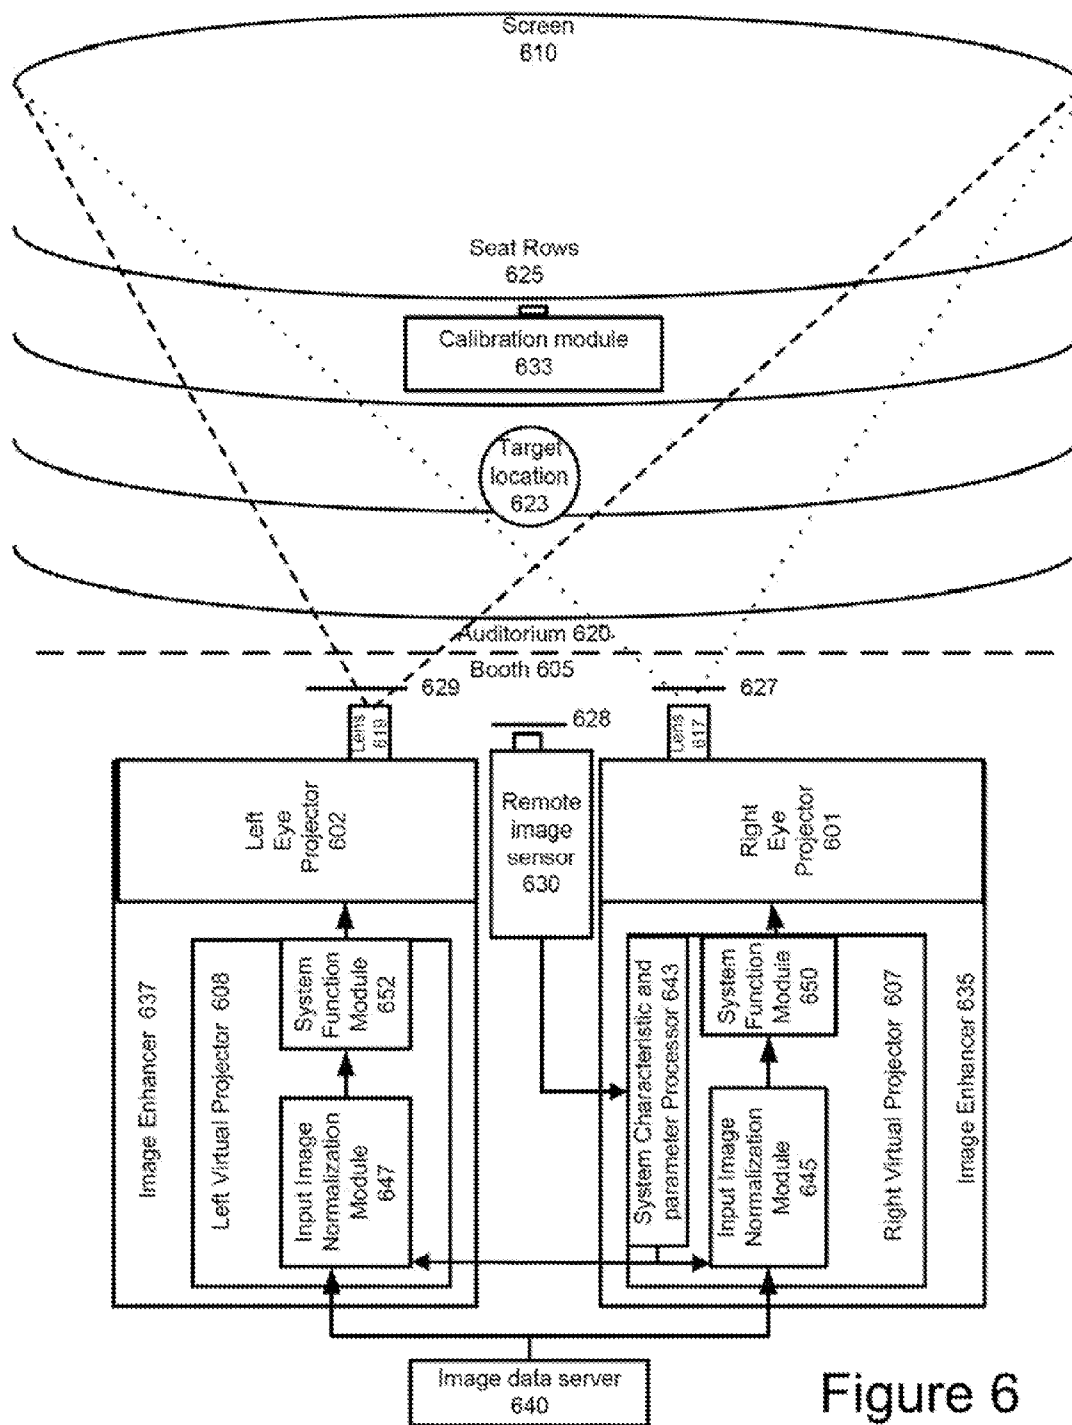 Screen
610
Seat Rows
625
Calibration module
633
Target
location
623
Auditorium 620
Booth 605
629
627
628
Lens
619
Lens
617
Left
Eye
Projector
602
Remote
image
sensor
630
Right
Eye
Projector
601
Image Enhancer 637
Left Virtual Projector 608
System
Function
Module
652
Input Image
Normalization
Module
647
System Characteristic and
parameter Processor 643
System
Function
Module
650
Input Image
Normalization
Module
645
Right Virtual Projector 607
Image Enhancer 635
Image data server
640
Figure 6